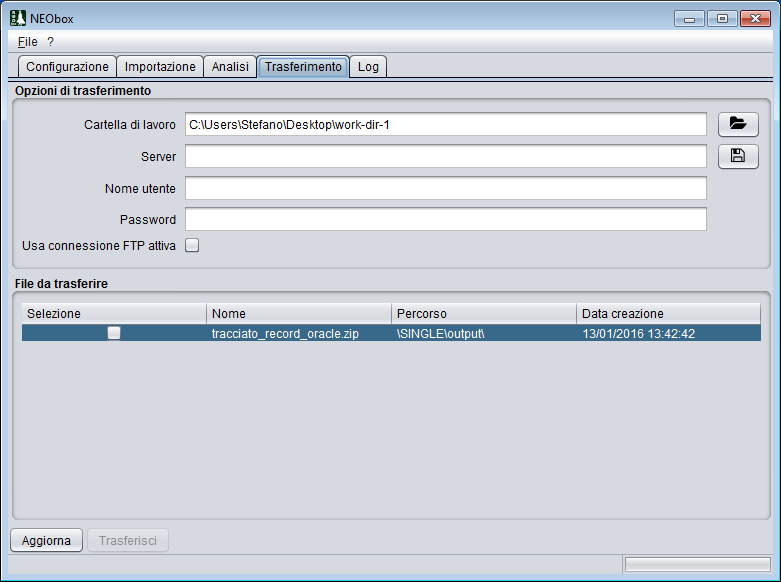 NEObox
File ?
Configurazione Importazione Analisi Trasferimento Log
Opzioni di trasferimento
Cartella di lavoro C:\Users\Stefano\Desktop\work-dir-1
Server
Nome utente
Password
Usa connessione FTP attiva
File da trasferire
Selezione Nome Percorso Data creazione
tracciato_record_oracle.zip \SINGLE\output\ 13/01/2016 13:42:42
Aggiorna Trasferisci